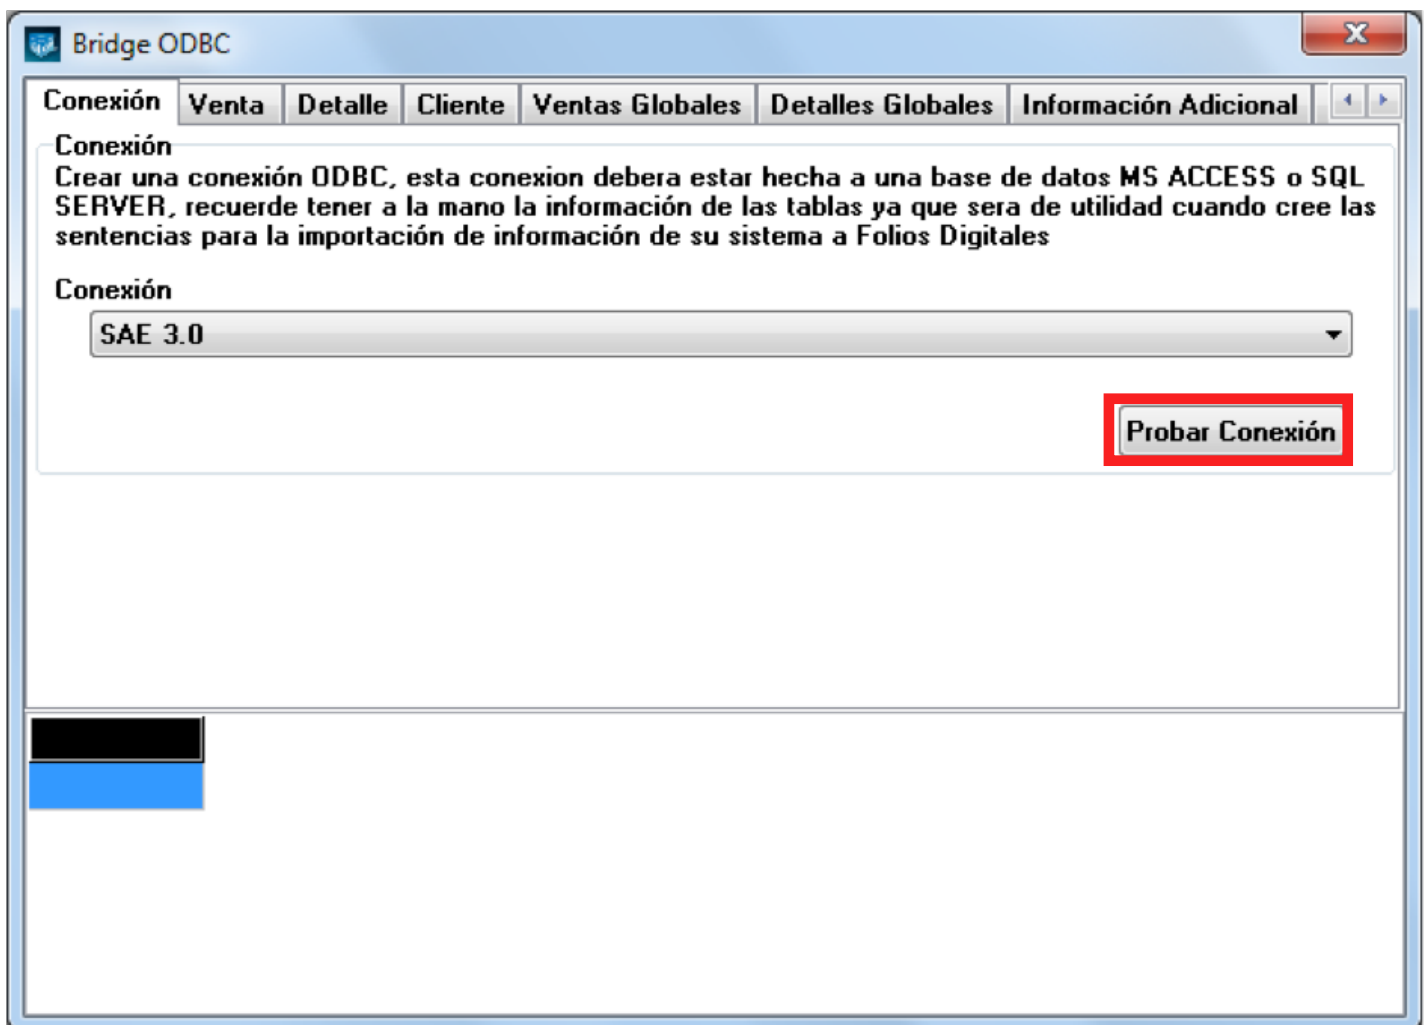 Bridge ODBC
Conexión Venta Detalle Cliente Ventas Globales Detalles Globales Información Adicional
Conexión
Crear una conexión ODBC, esta conexion debera estar hecha a una base de datos MS ACCESS o SQL
SERVER, recuerde tener a la mano la información de las tablas ya que sera de utilidad cuando cree las
sentencias para la importación de información de su sistema a Folios Digitales
Conexión
SAE 3.0
Probar Conexión